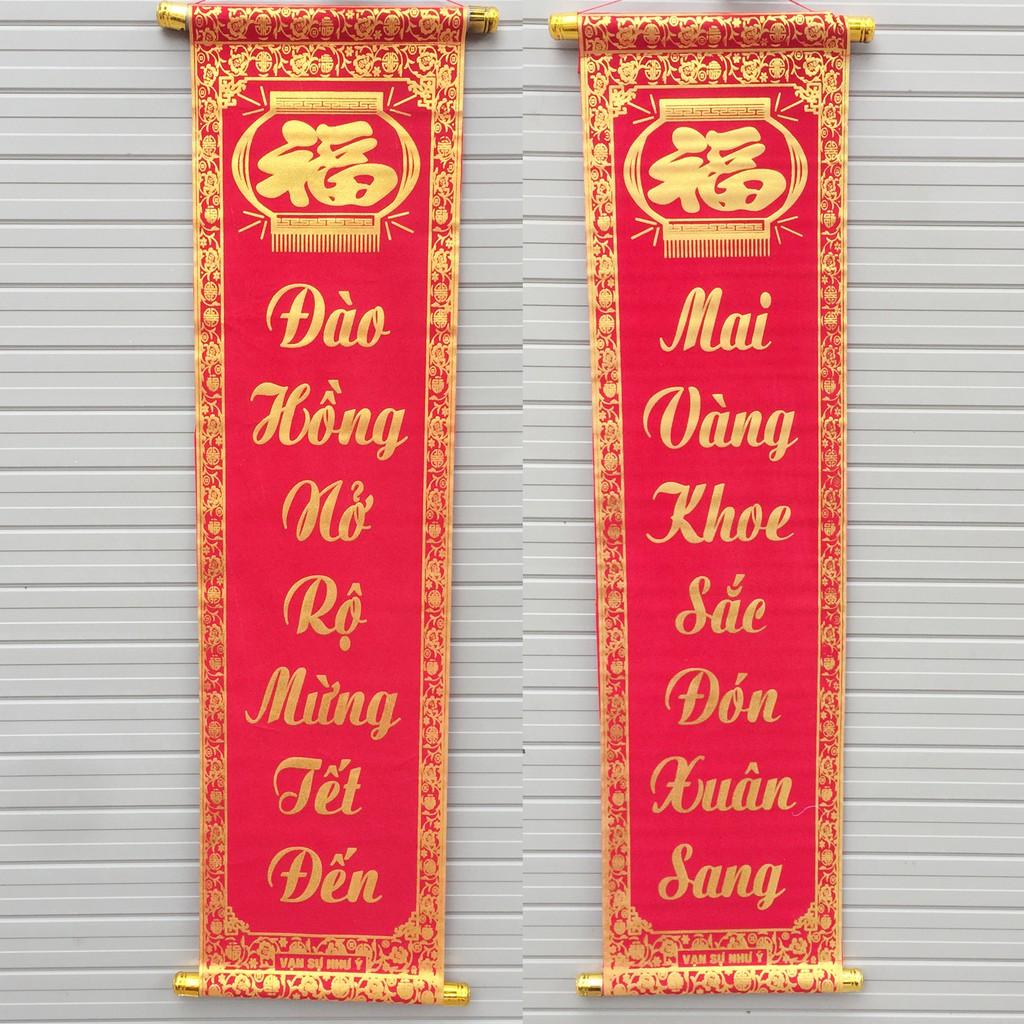 福
Đào
Hồng
Nở
Rộ
Mừng
Tết
Đến
VẠN SỰ NHƯ Ý
福
Mai
Vàng
Khoe
Sắc
Đón
Xuân
Sang
VẠN SỰ NHƯ Ý